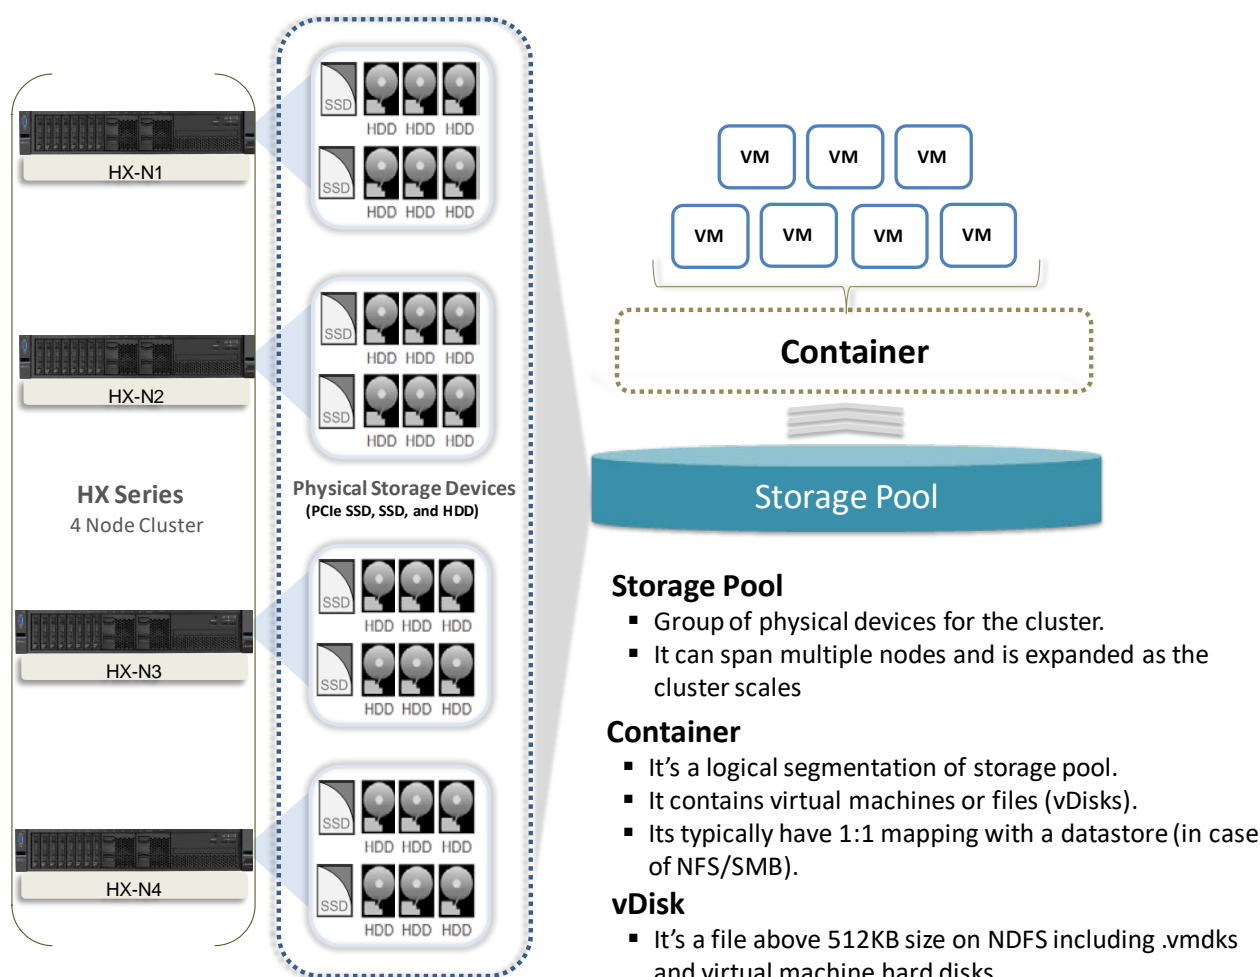 SSD
HDD HDD HDD
SSD
HDD HDD HDD
HX-N1
SSD
HDD HDD HDD
SSD
HDD HDD HDD
HX-N2
HX Series
4 Node Cluster
Physical Storage Devices
(PCIe SSD, SSD, and HDD)
SSD
HDD HDD HDD
SSD
HDD HDD HDD
HX-N3
SSD
HDD HDD HDD
SSD
HDD HDD HDD
HX-N4
VM VM VM
VM VM VM VM
Container
Storage Pool
Storage Pool
▪ Group of physical devices for the cluster.
▪ It can span multiple nodes and is expanded as the
cluster scales
Container
▪ It’s a logical segmentation of storage pool.
▪ It contains virtual machines or files (vDisks).
▪ Its typically have 1:1 mapping with a datastore (in case
of NFS/SMB).
vDisk
▪ It’s a file above 512KB size on NDFS including .vmdks
and virtual machine hard disks